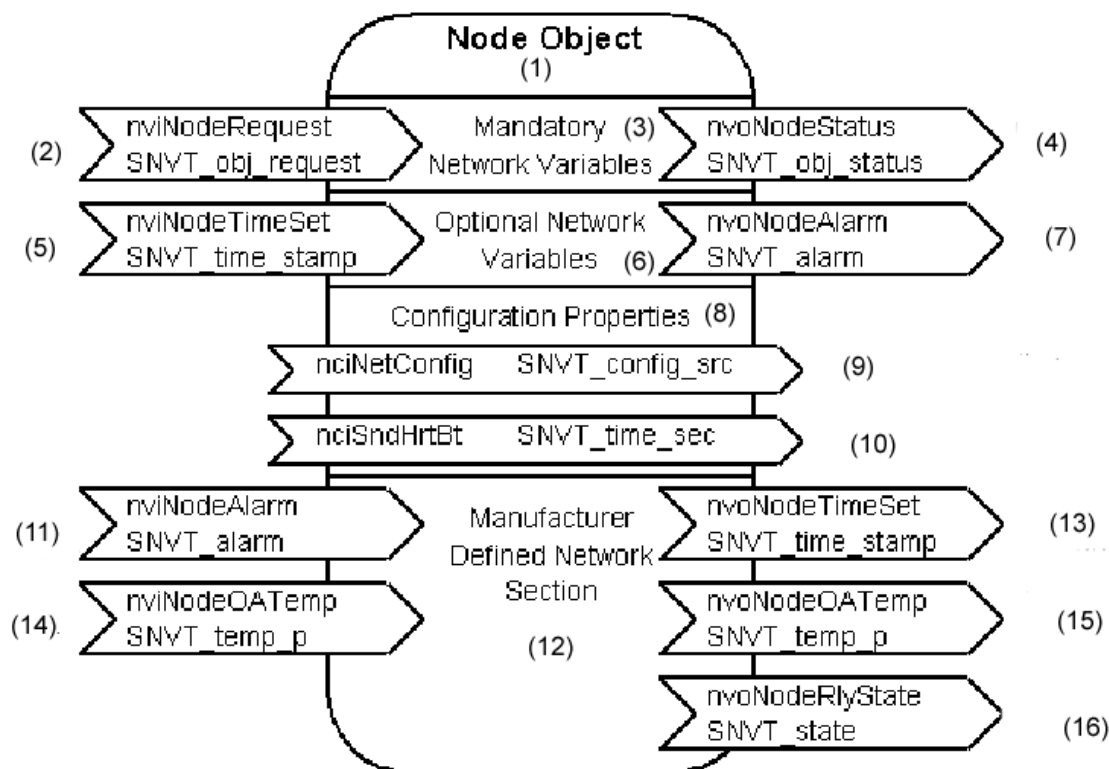 Node Object
(1)
nviNodeRequest
SNVT_obj_request
(2)
Mandatory (3)
Network Variables
nvoNodeStatus
SNVT_obj_status
(4)
nviNodeTimeSet
SNVT_time_stamp
(5)
Optional Network
Variables (6)
nvoNodeAlarm
SNVT_alarm
(7)
Configuration Properties (8)
nciNetConfig SNVT_config_src
(9)
nciSndHrtBt SNVT_time_sec
(10)
nviNodeAlarm
SNVT_alarm
(11)
Manufacturer
Defined Network
Section
(12)
nvoNodeTimeSet
SNVT_time_stamp
(13)
nviNodeOATemp
SNVT_temp_p
(14)
nvoNodeOATemp
SNVT_temp_p
(15)
nvoNodeRlyState
SNVT_state
(16)